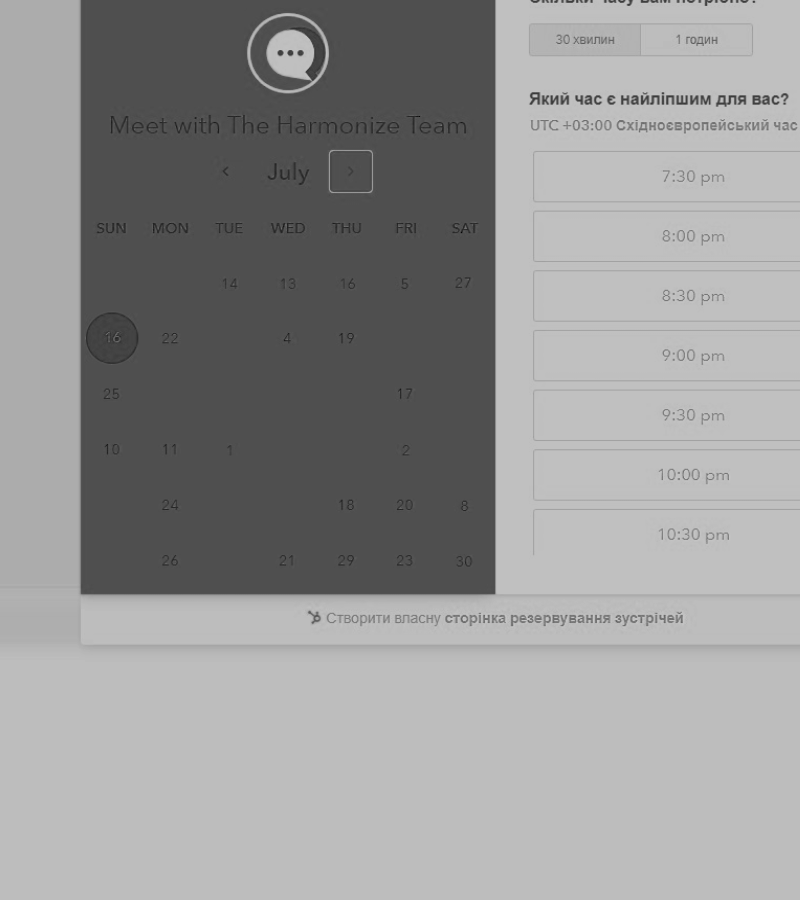 Meet with The Harmonize Team
July
SUN MON TUE WED THU FRI SAT
14 13 16 5 27
16 22 4 19
25 17
10 11 1 2
24 18 20 8
26 21 29 23 30
Скільки часу вам потрібно?
30 хвилин 1 годин
Який час є найліпшим для вас?
UTC +03:00 Східноєвропейський час
7:30 pm
8:00 pm
8:30 pm
9:00 pm
9:30 pm
10:00 pm
10:30 pm
Створити власну сторінка резервування зустрічей